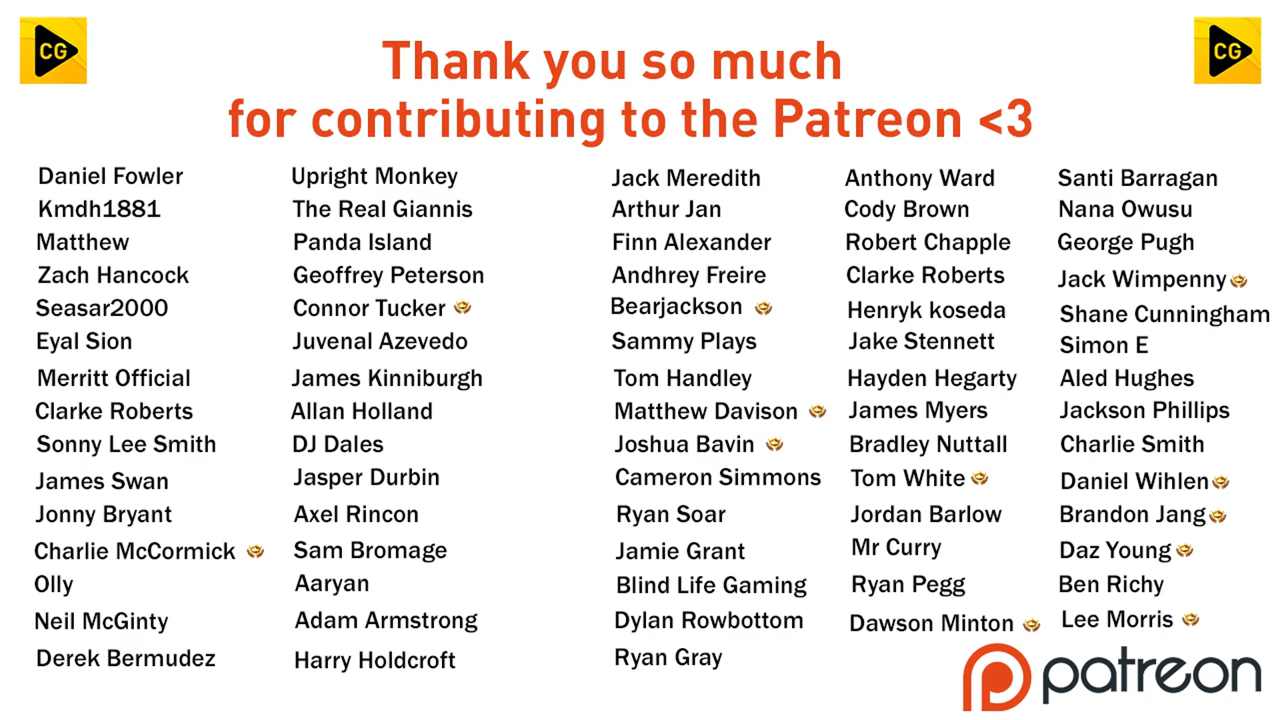 CG
CG
Thank you so much
for contributing to the Patreon <3
Daniel Fowler
Kmdh1881
Matthew
Zach Hancock
Seasar2000
Eyal Sion
Merritt Official
Clarke Roberts
Sonny Lee Smith
James Swan
Jonny Bryant
Charlie McCormick
Olly
Neil McGinty
Derek Bermudez
Upright Monkey
The Real Giannis
Panda Island
Geoffrey Peterson
Connor Tucker
Juvenal Azevedo
James Kinniburgh
Allan Holland
DJ Dales
Jasper Durbin
Axel Rincon
Sam Bromage
Aaryan
Adam Armstrong
Harry Holdcroft
Jack Meredith
Arthur Jan
Finn Alexander
Andhrey Freire
Bearjackson
Sammy Plays
Tom Handley
Matthew Davison
Joshua Bavin
Cameron Simmons
Ryan Soar
Jamie Grant
Blind Life Gaming
Dylan Rowbottom
Ryan Gray
Anthony Ward
Cody Brown
Robert Chapple
Clarke Roberts
Henryk koseda
Jake Stennett
Hayden Hegarty
James Myers
Bradley Nuttall
Tom White
Jordan Barlow
Mr Curry
Ryan Pegg
Dawson Minton
Santi Barragan
Nana Owusu
George Pugh
Jack Wimpenny
Shane Cunningham
Simon E
Aled Hughes
Jackson Phillips
Charlie Smith
Daniel Wihlen
Brandon Jang
Daz Young
Ben Richy
Lee Morris
patreon